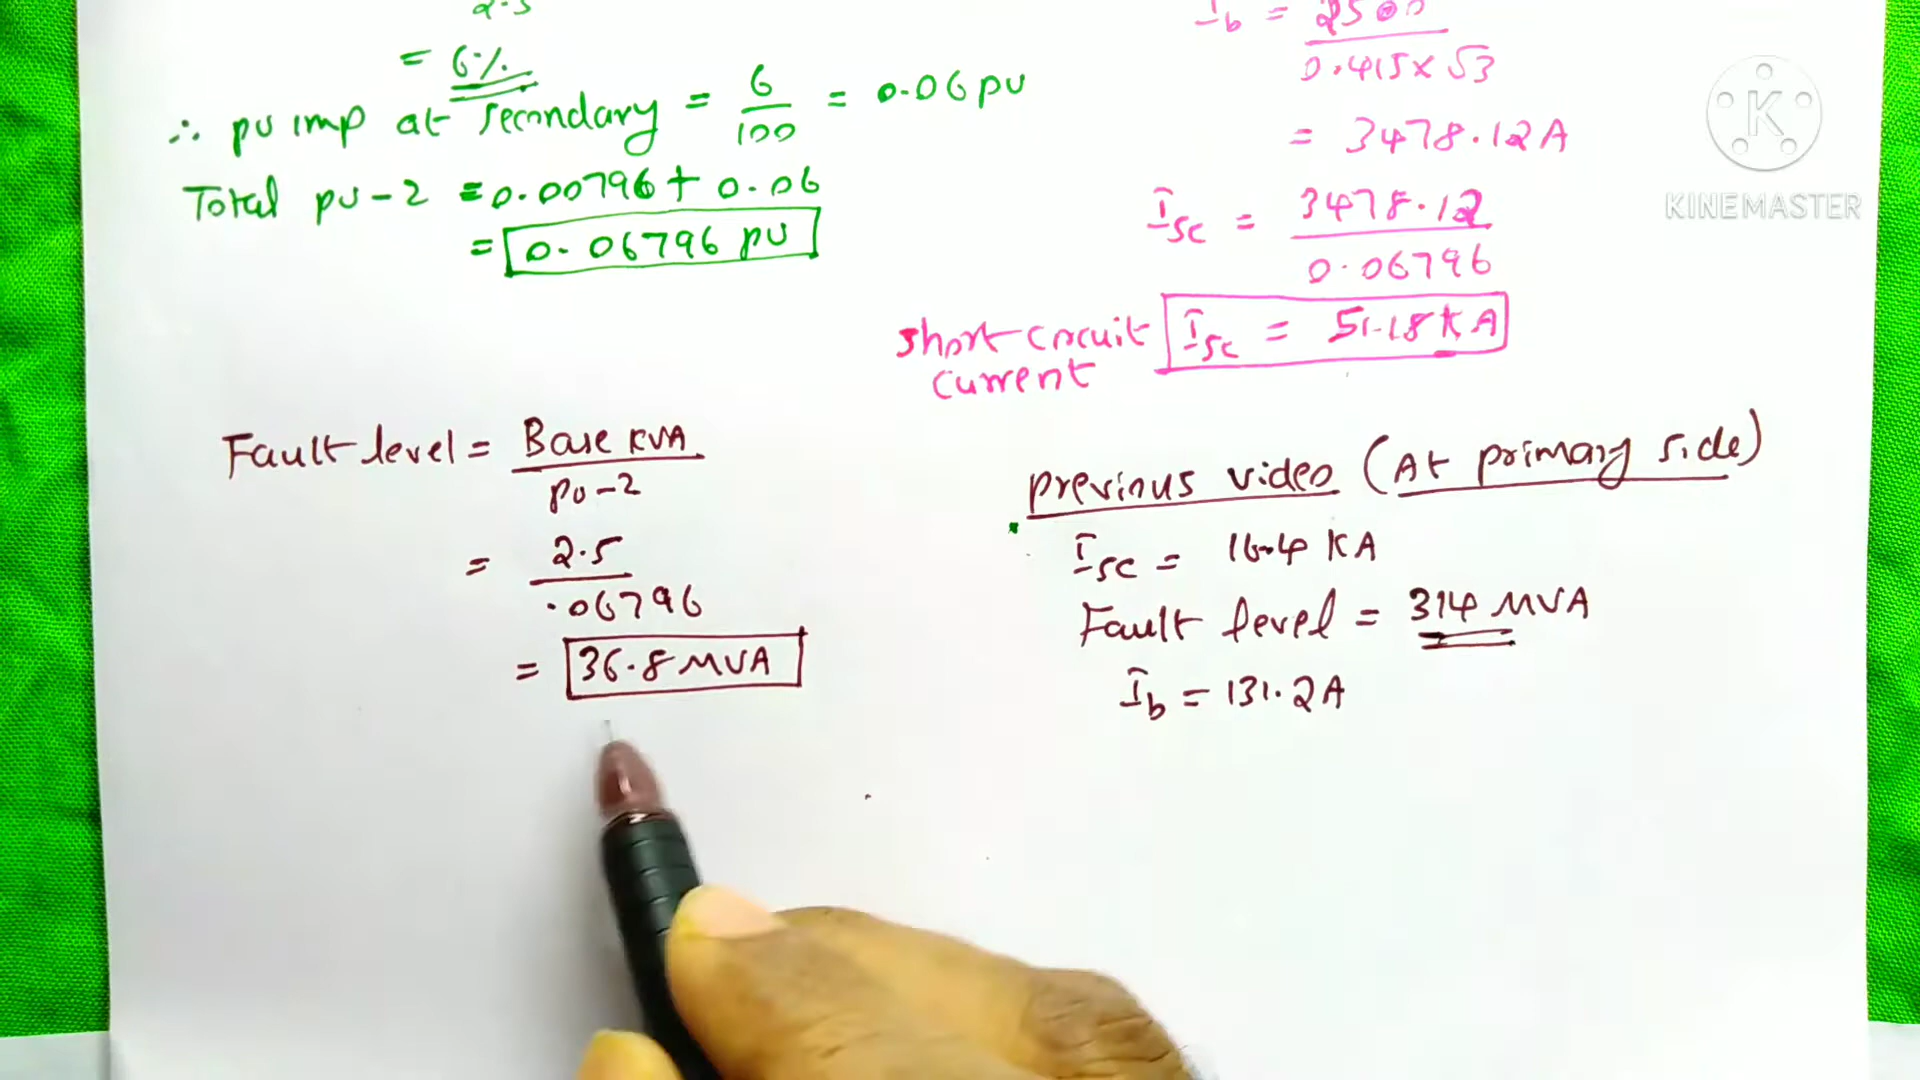 = 6%
∴ pu imp at secondary = 6/100 = 0.06 pu
Total pu-2 = 0.00796 + 0.06
= 0.06796 pu
Ib = 2500
0.415 x √3
= 3478.12A
Isc = 3478.12
0.06796
short circuit Isc = 51.18 KA
current
Fault level = Base KVA
pu-2
= 2.5
.06796
= 36.8 MVA
previous video (At primary side)
Isc = 16.4 KA
Fault level = 314 MVA
Ib = 131.2A
K
KINEMASTER